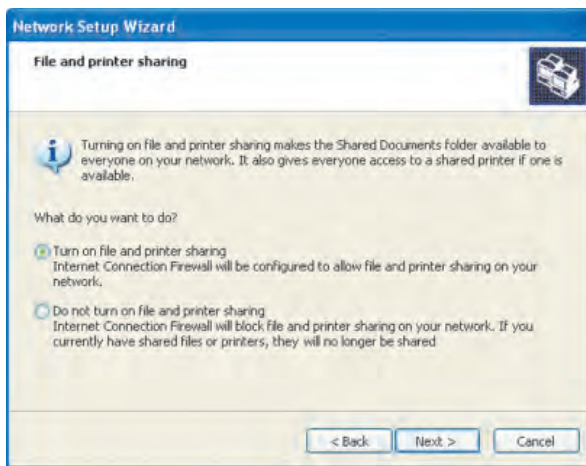 Network Setup Wizard
File and printer sharing
Turning on file and printer sharing makes the Shared Documents folder available to
everyone on your network. It also gives everyone access to a shared printer if one is
available.
What do you want to do?
Turn on file and printer sharing
Internet Connection Firewall will be configured to allow file and printer sharing on your
network.
Do not turn on file and printer sharing
Internet Connection Firewall will block file and printer sharing on your network. If you
currently have shared files or printers, they will no longer be shared
< Back Next > Cancel